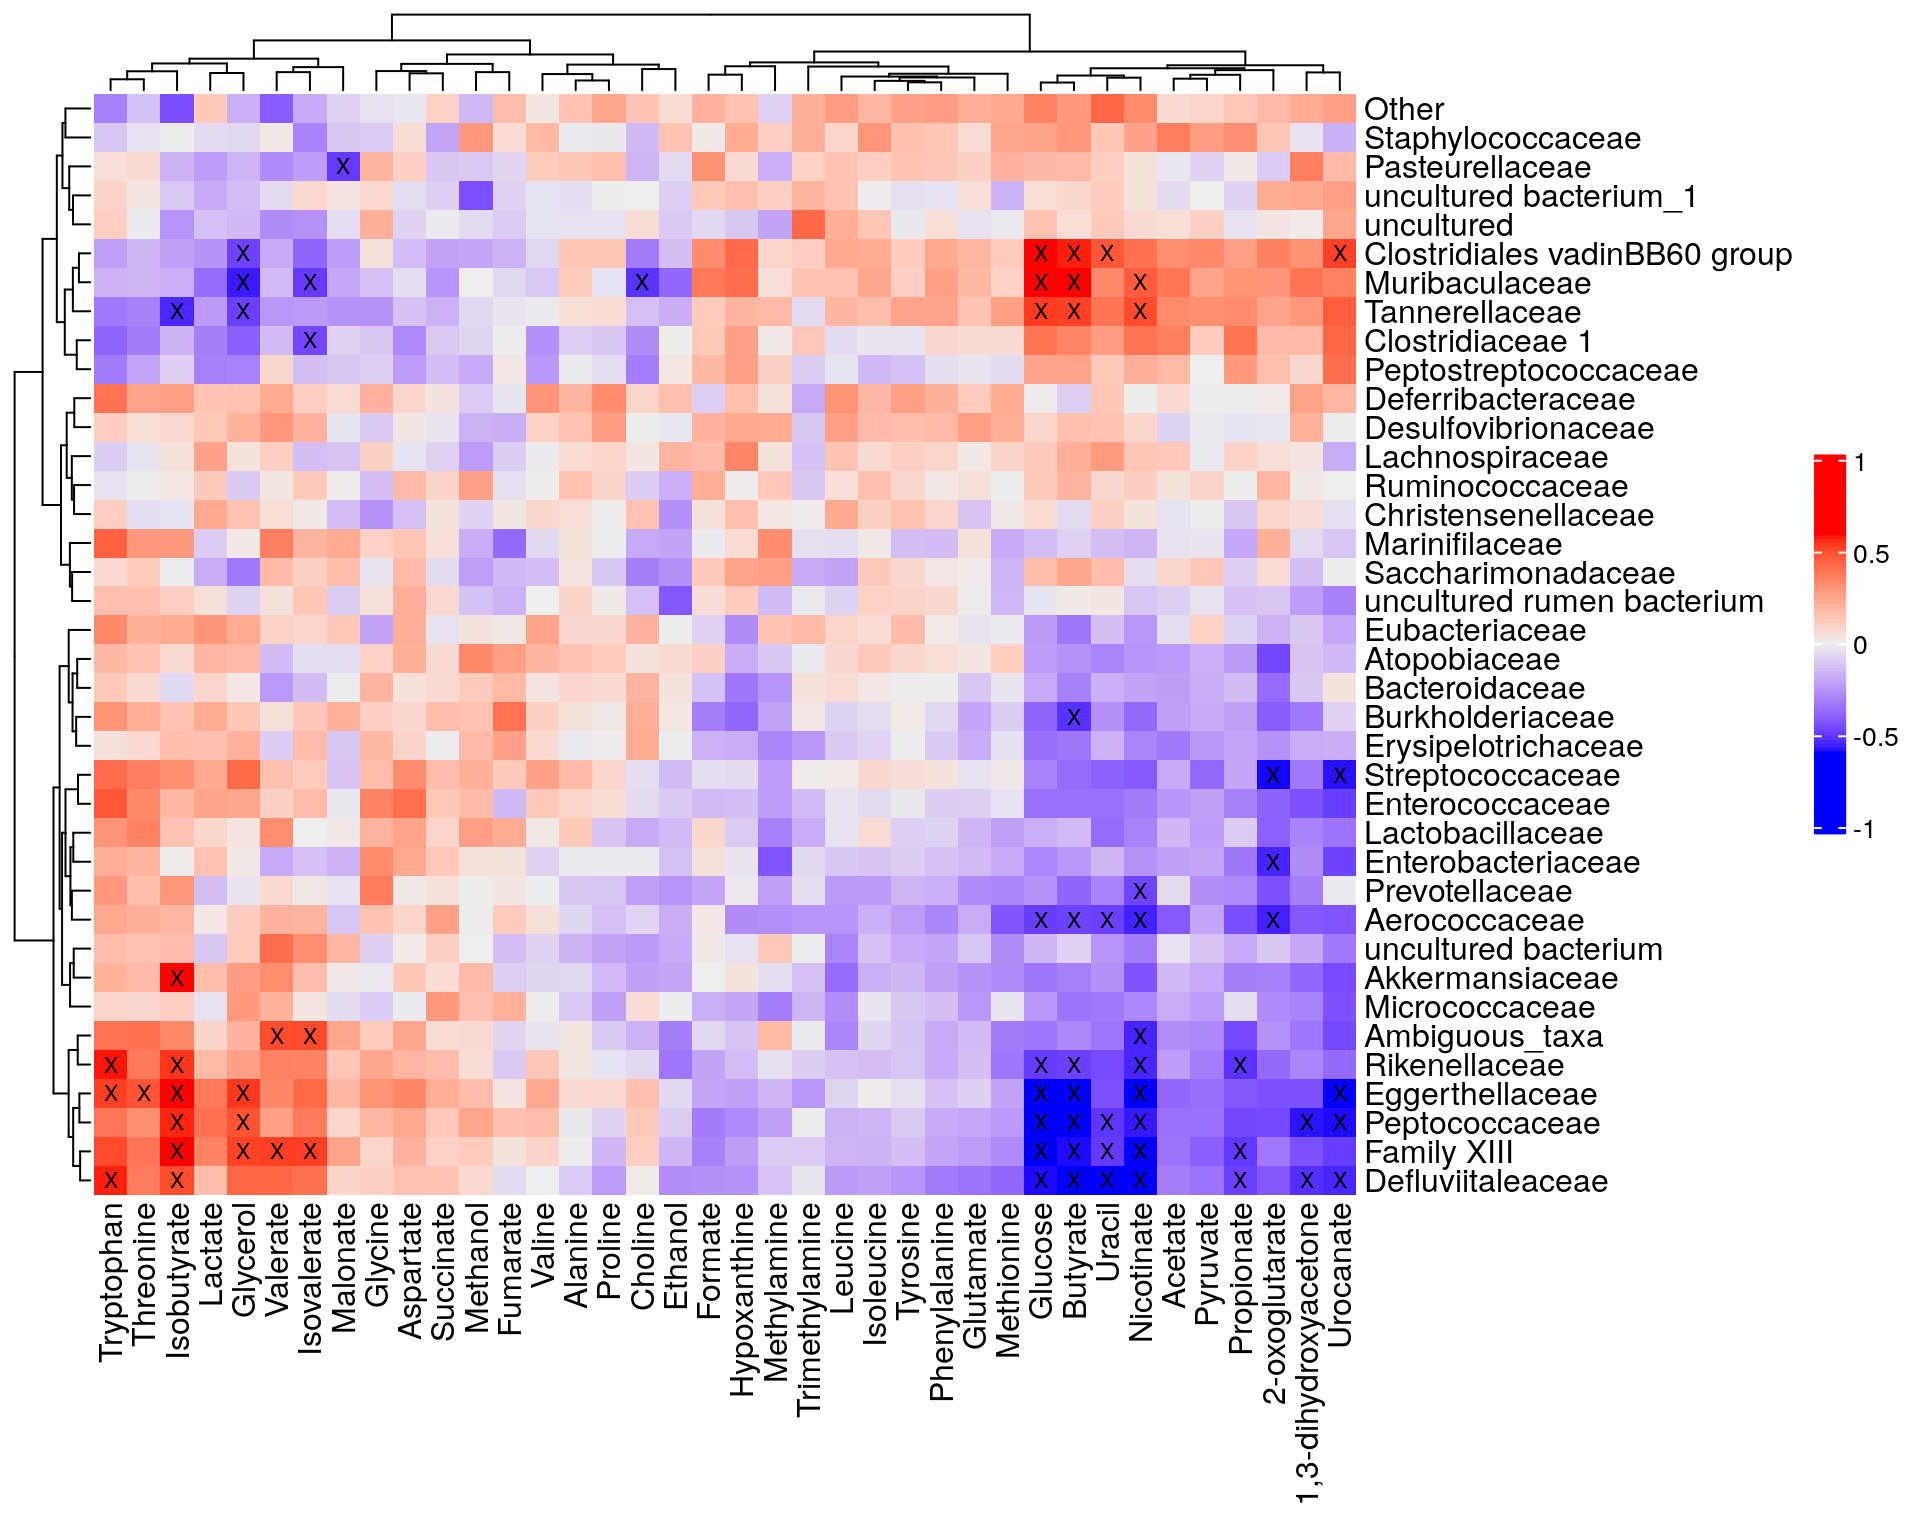 Other
Staphylococcaceae
Pasteurellaceae
X
uncultured bacterium_1
uncultured
Clostridiales vadinBB60 group
X X X X X
Muribaculaceae
X X X X X X
Tannerellaceae
X X X X X
Clostridiaceae 1
X
Peptostreptococcaceae
Deferribacteraceae
Desulfovibrionaceae
Lachnospiraceae
Ruminococcaceae
Christensenellaceae
Marinifilaceae
Saccharimonadaceae
uncultured rumen bacterium
Eubacteriaceae
Atopobiaceae
Bacteroidaceae
Burkholderiaceae
X
Erysipelotrichaceae
Streptococcaceae
X X
Enterococcaceae
Lactobacillaceae
Enterobacteriaceae
X
Prevotellaceae
X
Aerococcaceae
X X X X X
uncultured bacterium
Akkermansiaceae
X
Micrococcaceae
Ambiguous_taxa
X X X
Rikenellaceae
X X X X X X
Eggerthellaceae
X X X X X X X X
Peptococcaceae
X X X X X X X X
Family XIII
X X X X X X X X X
Defluviitaleaceae
X X X X X X X X X
1
0.5
0
-0.5
-1
Tryptophan
Threonine
Isobutyrate
Lactate
Glycerol
Valerate
Isovalerate
Malonate
Glycine
Aspartate
Succinate
Methanol
Fumarate
Valine
Alanine
Proline
Choline
Ethanol
Formate
Hypoxanthine
Methylamine
Trimethylamine
Leucine
Isoleucine
Tyrosine
Phenylalanine
Glutamate
Methionine
Glucose
Butyrate
Uracil
Nicotinate
Acetate
Pyruvate
Propionate
2-oxoglutarate
1,3-dihydroxyacetone
Urocanate